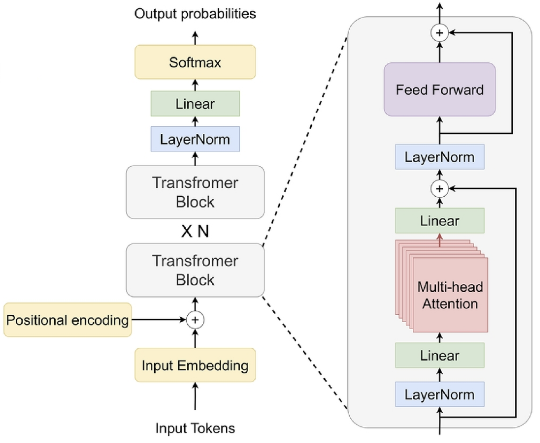 Output probabilities
Softmax
Linear
LayerNorm
Transfromer
Block
X N
Transfromer
Block
Positional encoding
+
Input Embedding
Input Tokens
+
Feed Forward
LayerNorm
+
Linear
Multi-head
Attention
Linear
LayerNorm